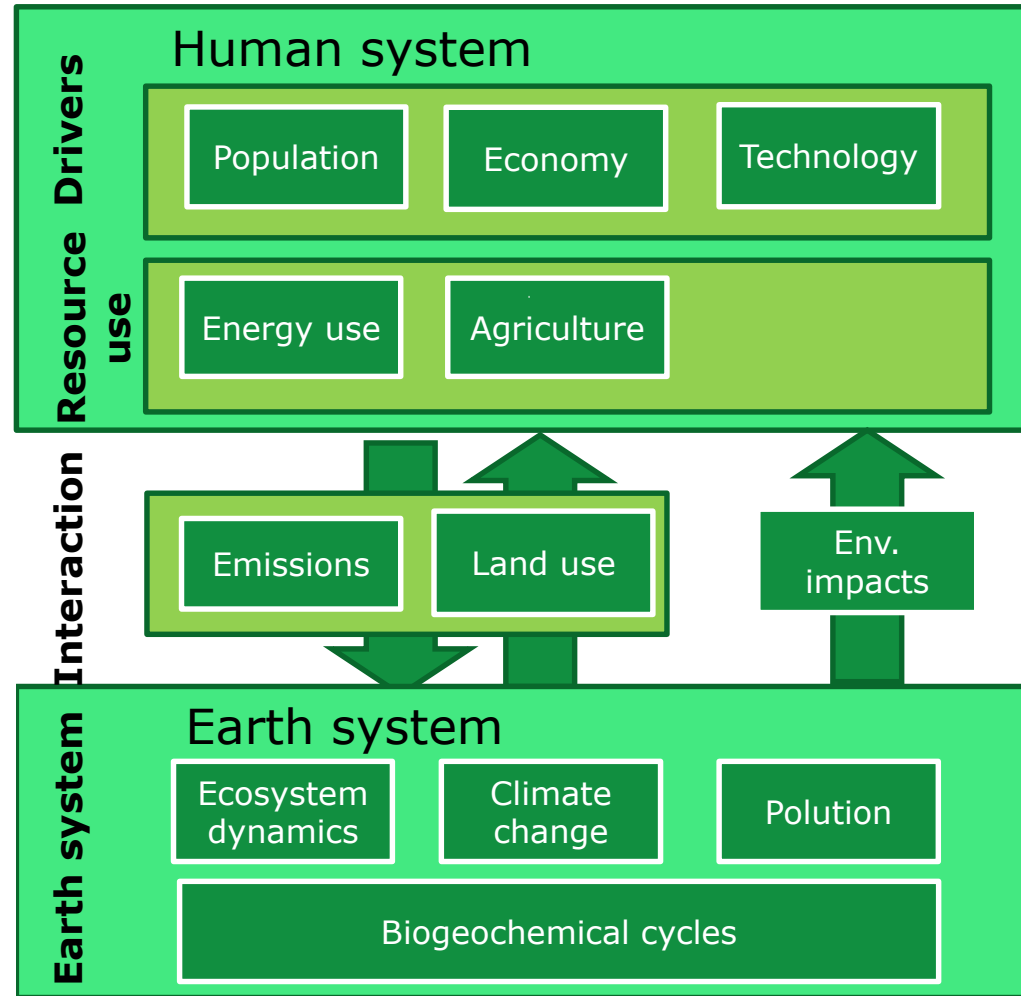 Human system
Drivers
Population
Economy
Technology
Resource
use
Energy use
Agriculture
Interaction
Emissions
Land use
Env.
impacts
Earth system
Earth system
Ecosystem
dynamics
Climate
change
Polution
Biogeochemical cycles